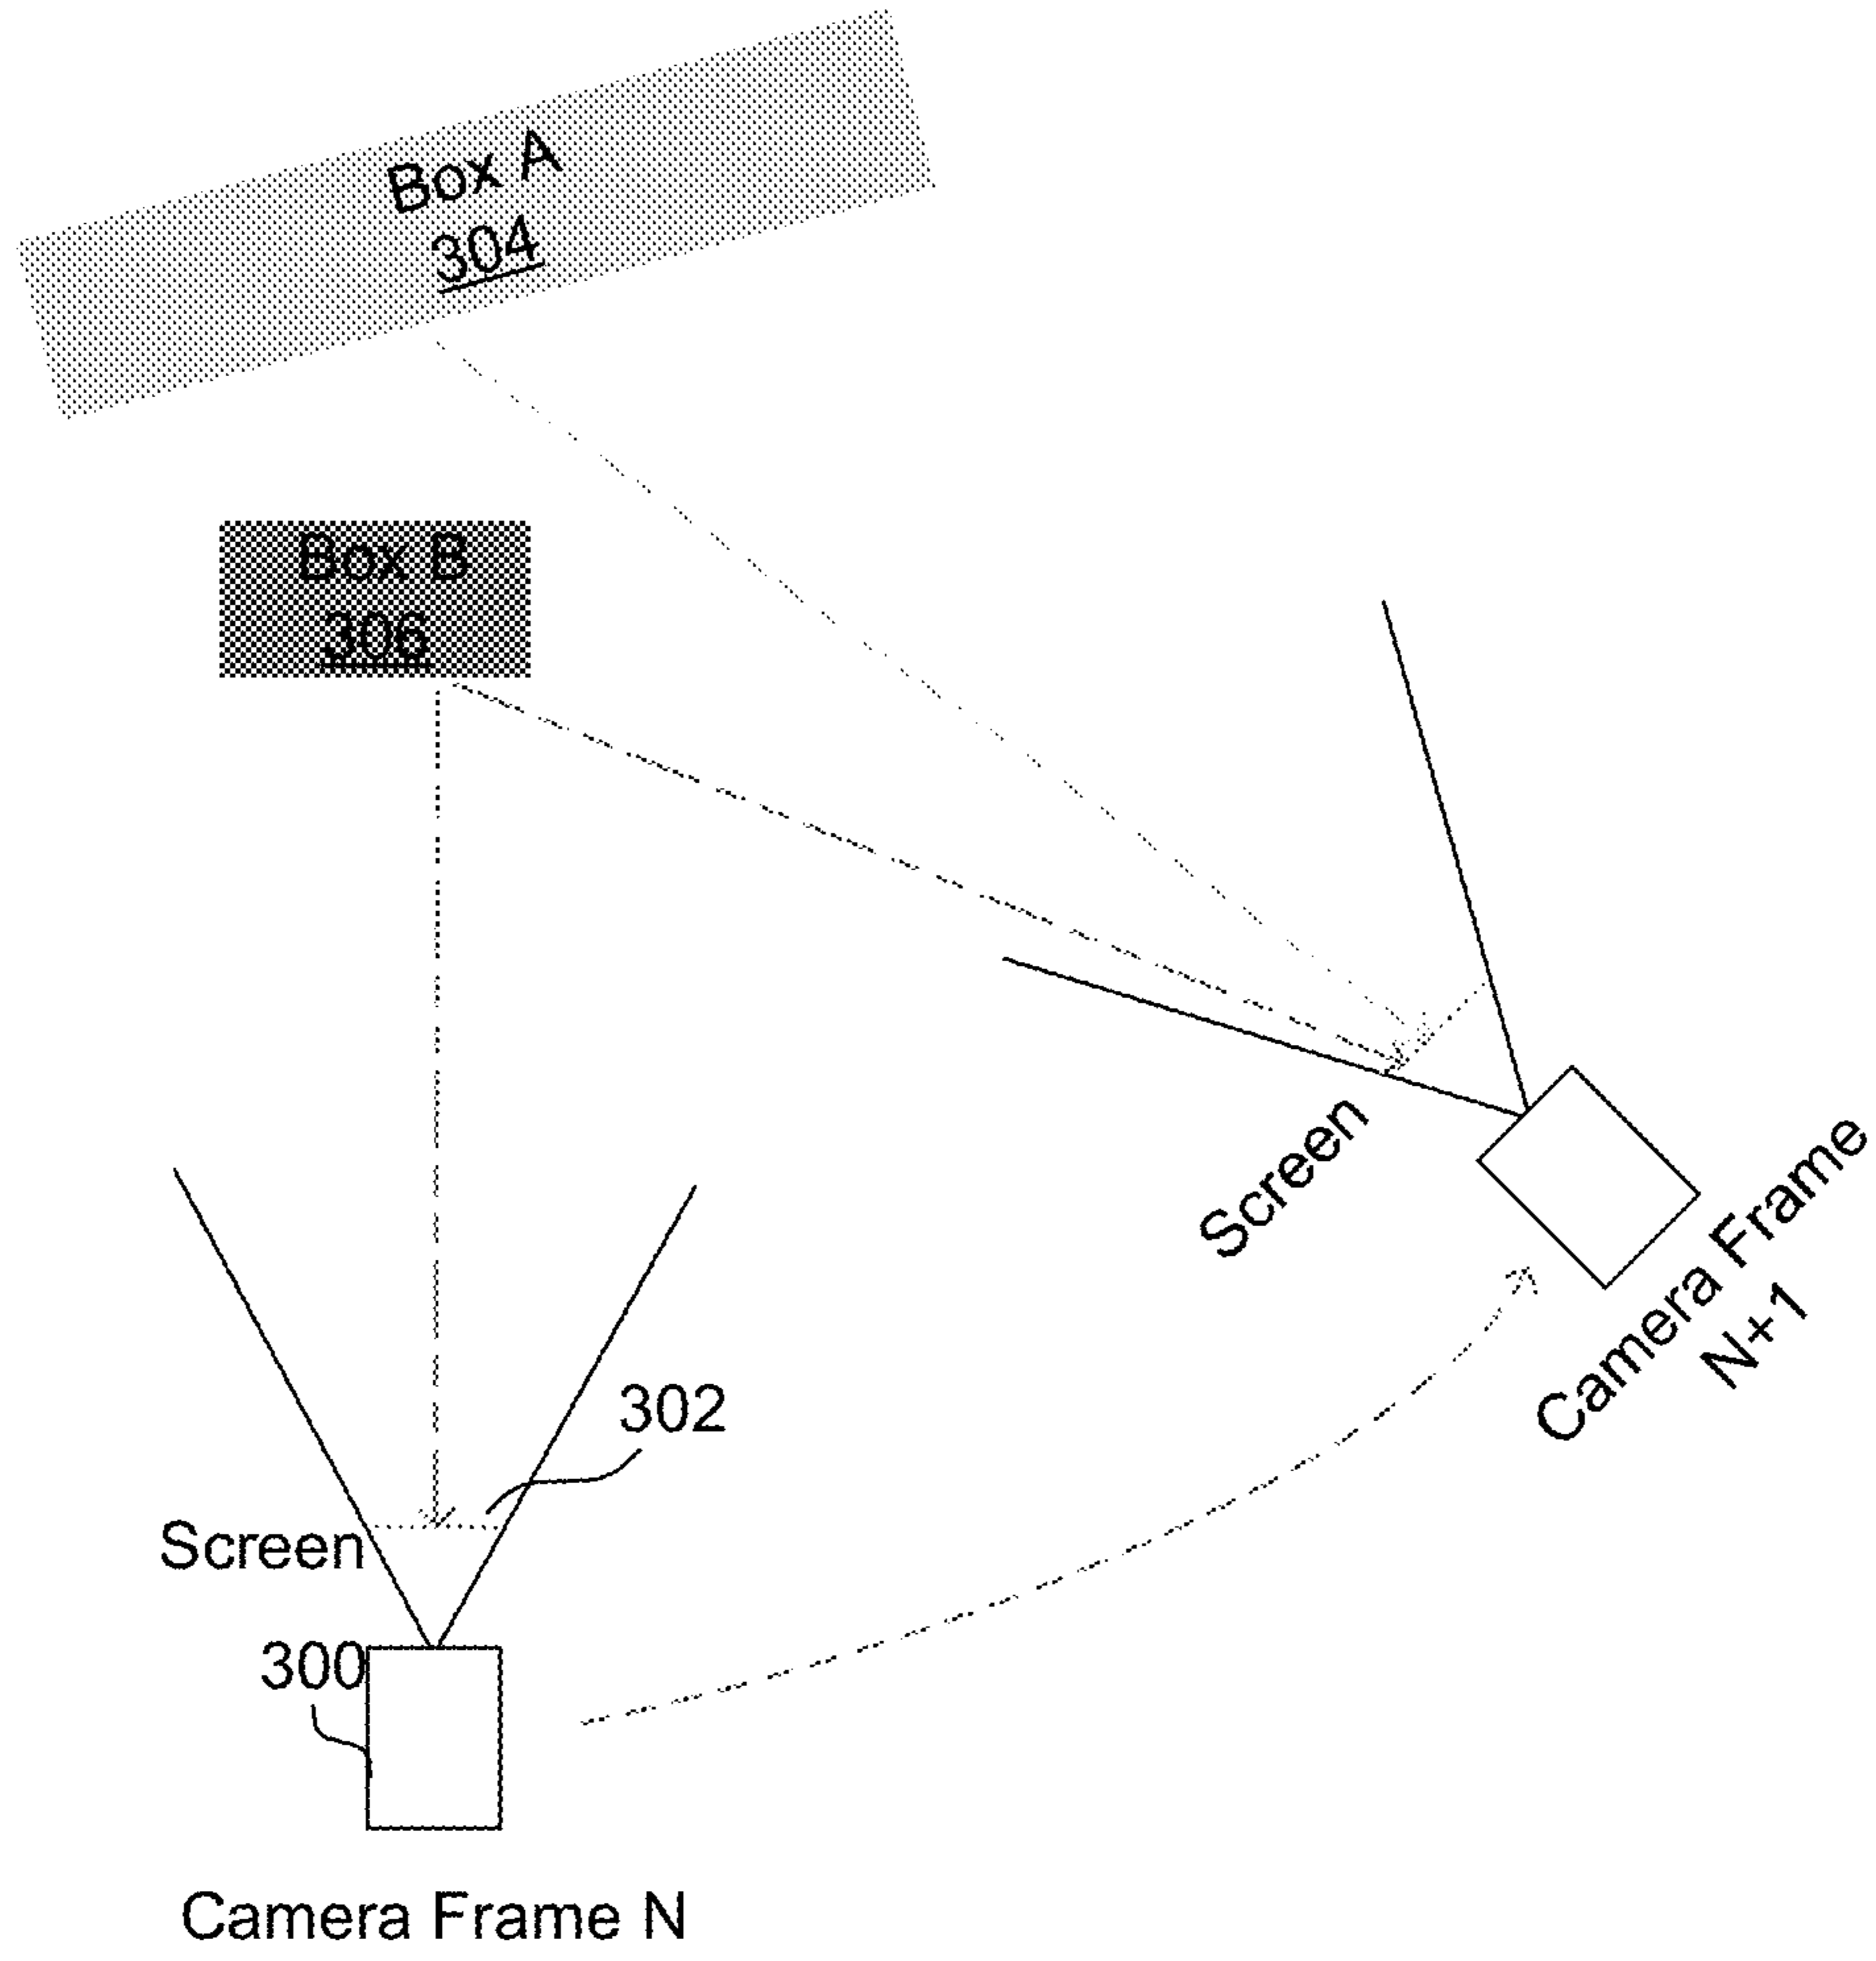 Box A
304
Box B
306
Screen
Camera Frame
N+1
302
Screen
300
Camera Frame N